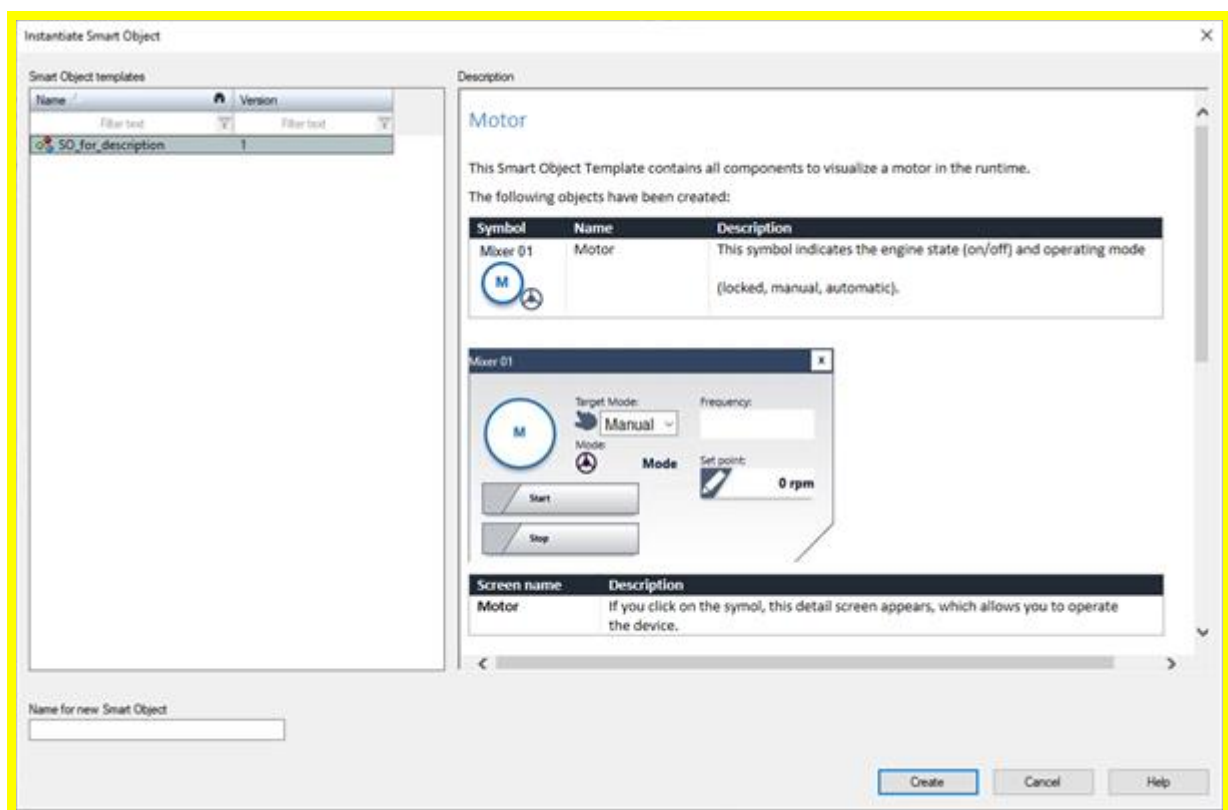 Instantiate Smart Object
Smart Object templates
Name
Version
Filter text
Filter text
SO_for_description 1
Description
Motor
This Smart Object Template contains all components to visualize a motor in the runtime.
The following objects have been created:
Symbol Name Description
Mixer 01 Motor This symbol indicates the engine state (on/off) and operating mode
M
(locked, manual, automatic).
Mixer 01 x
Target Mode: Frequency:
M Manual
Mode: Set point:
Mode 0 rpm
Start
Stop
Screen name Description
Motor If you click on the symol, this detail screen appears, which allows you to operate
the device.
Name for new Smart Object
Create Cancel Help